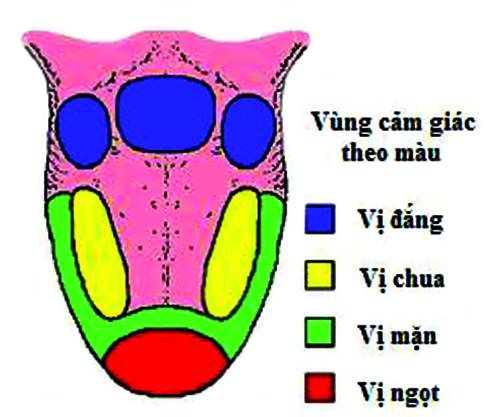 Vùng cảm giác
theo màu
Vị đắng
Vị chua
Vị mặn
Vị ngọt